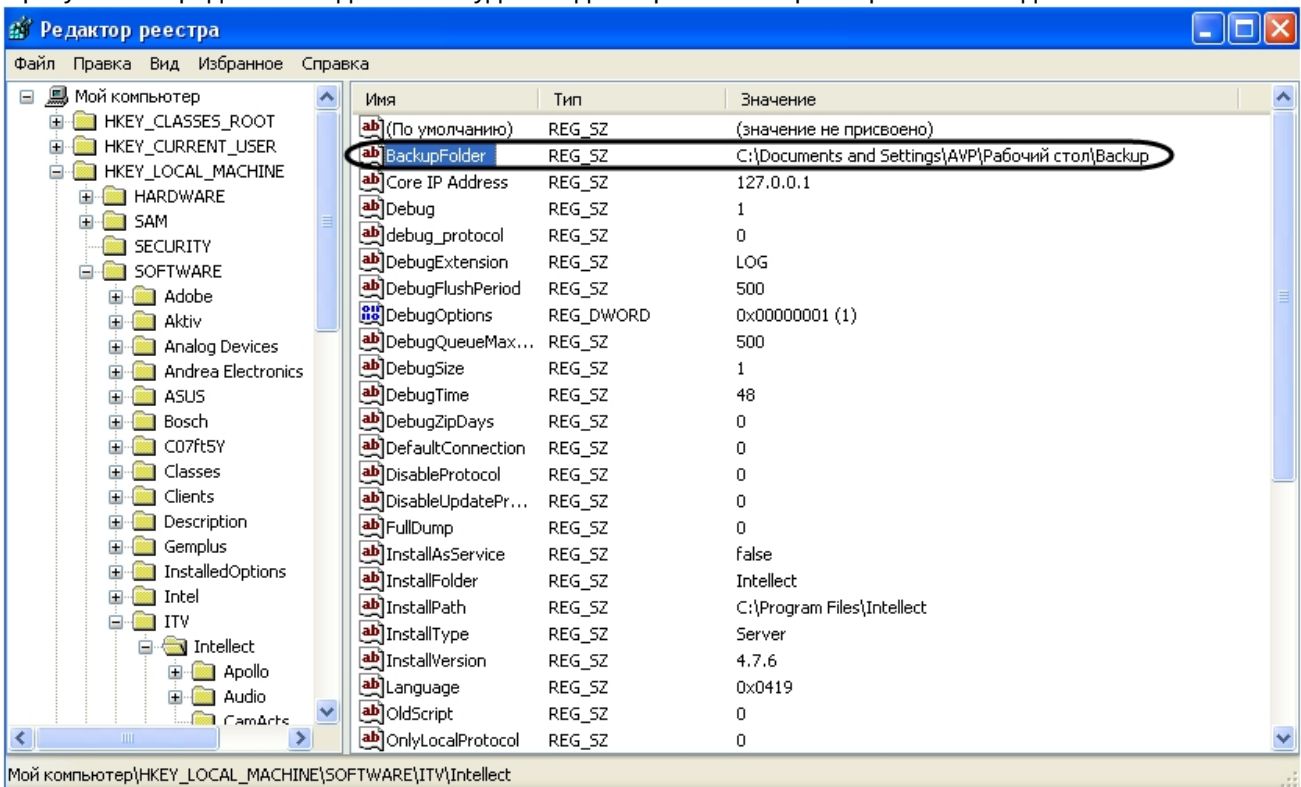 Редактор реестра
Файл Правка Вид Избранное Справка
Мой компьютер
HKEY_CLASSES_ROOT
HKEY_CURRENT_USER
HKEY_LOCAL_MACHINE
HARDWARE
SAM
SECURITY
SOFTWARE
Adobe
Aktiv
Analog Devices
Andrea Electronics
ASUS
Bosch
C07ft5Y
Classes
Clients
Description
Gemplus
InstalledOptions
Intel
ITV
Intellect
Apollo
Audio
CamActs
Имя Тип Значение
(По умолчанию) REG_SZ (значение не присвоено)
BackupFolder REG_SZ C:\Documents and Settings\AVP\Рабочий стол\Backup
Core IP Address REG_SZ 127.0.0.1
Debug REG_SZ 1
debug_protocol REG_SZ 0
DebugExtension REG_SZ LOG
DebugFlushPeriod REG_SZ 500
DebugOptions REG_DWORD 0x00000001 (1)
DebugQueueMax... REG_SZ 500
DebugSize REG_SZ 1
DebugTime REG_SZ 48
DebugZipDays REG_SZ 0
DefaultConnection REG_SZ 0
DisableProtocol REG_SZ 0
DisableUpdatePr... REG_SZ 0
FullDump REG_SZ 0
InstallAsService REG_SZ false
InstallFolder REG_SZ Intellect
InstallPath REG_SZ C:\Program Files\Intellect
InstallType REG_SZ Server
InstallVersion REG_SZ 4.7.6
Language REG_SZ 0x0419
OldScript REG_SZ 0
OnlyLocalProtocol REG_SZ 0
Мой компьютер\HKEY_LOCAL_MACHINE\SOFTWARE\ITV\Intellect